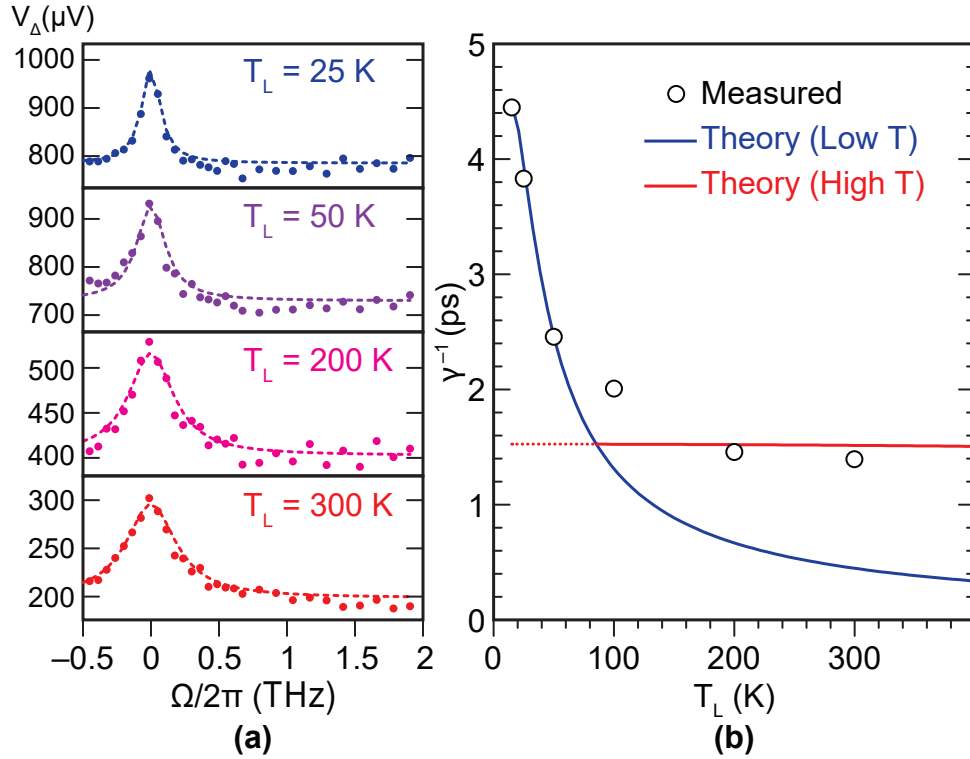 V_Δ(μV)
1000
900
800
T_L = 25 K
900
800
700
T_L = 50 K
500
450
400
T_L = 200 K
300
250
200
T_L = 300 K
–0.5 0 0.5 1 1.5 2
Ω/2π (THz)
(a)
5
4
3
2
1
0
γ⁻¹ (ps)
Measured
Theory (Low T)
Theory (High T)
0 100 200 300
T_L (K)
(b)